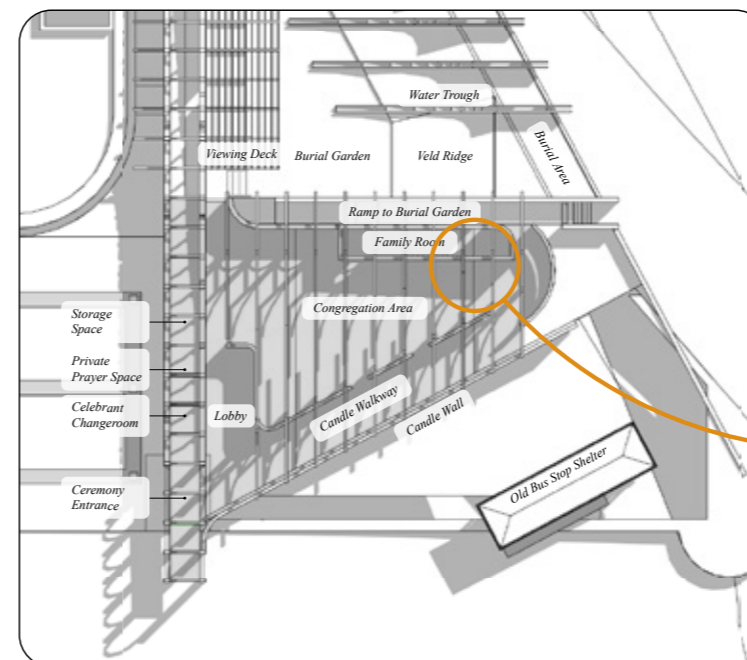 Water Trough
Viewing Deck
Burial Garden
Veld Ridge
Burial Area
Ramp to Burial Garden
Family Room
Storage
Space
Congregation Area
Private
Prayer Space
Celebrant
Changeroom
Lobby
Candle Walkway
Candle Wall
Old Bus Stop Shelter
Ceremony
Entrance